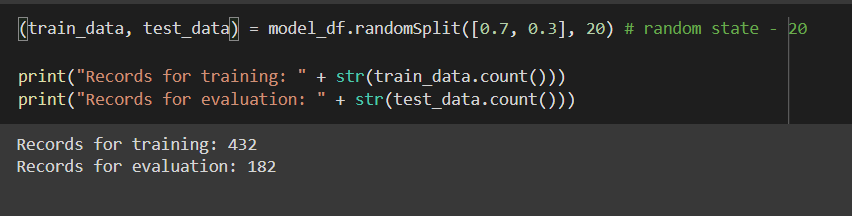 (train_data, test_data) = model_df.randomSplit([0.7, 0.3], 20) # random state - 20
print("Records for training: " + str(train_data.count()))
print("Records for evaluation: " + str(test_data.count()))
Records for training: 432
Records for evaluation: 182